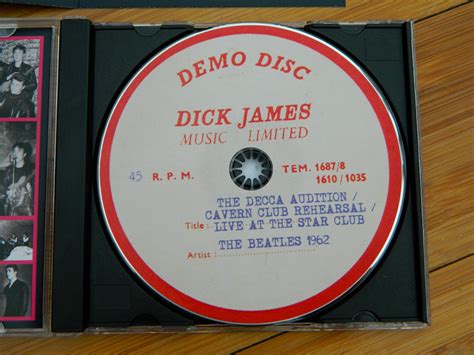 DEMO DISC
DICK JAMES
MUSIC LIMITED
45 R. P. M. TEM. 1687/8
1610/1035
THE DECCA AUDITION /
CAVERN CLUB REHEARSAL /
Title : LIVE AT THE STAR CLUB
THE BEATLES 1962
Artist :